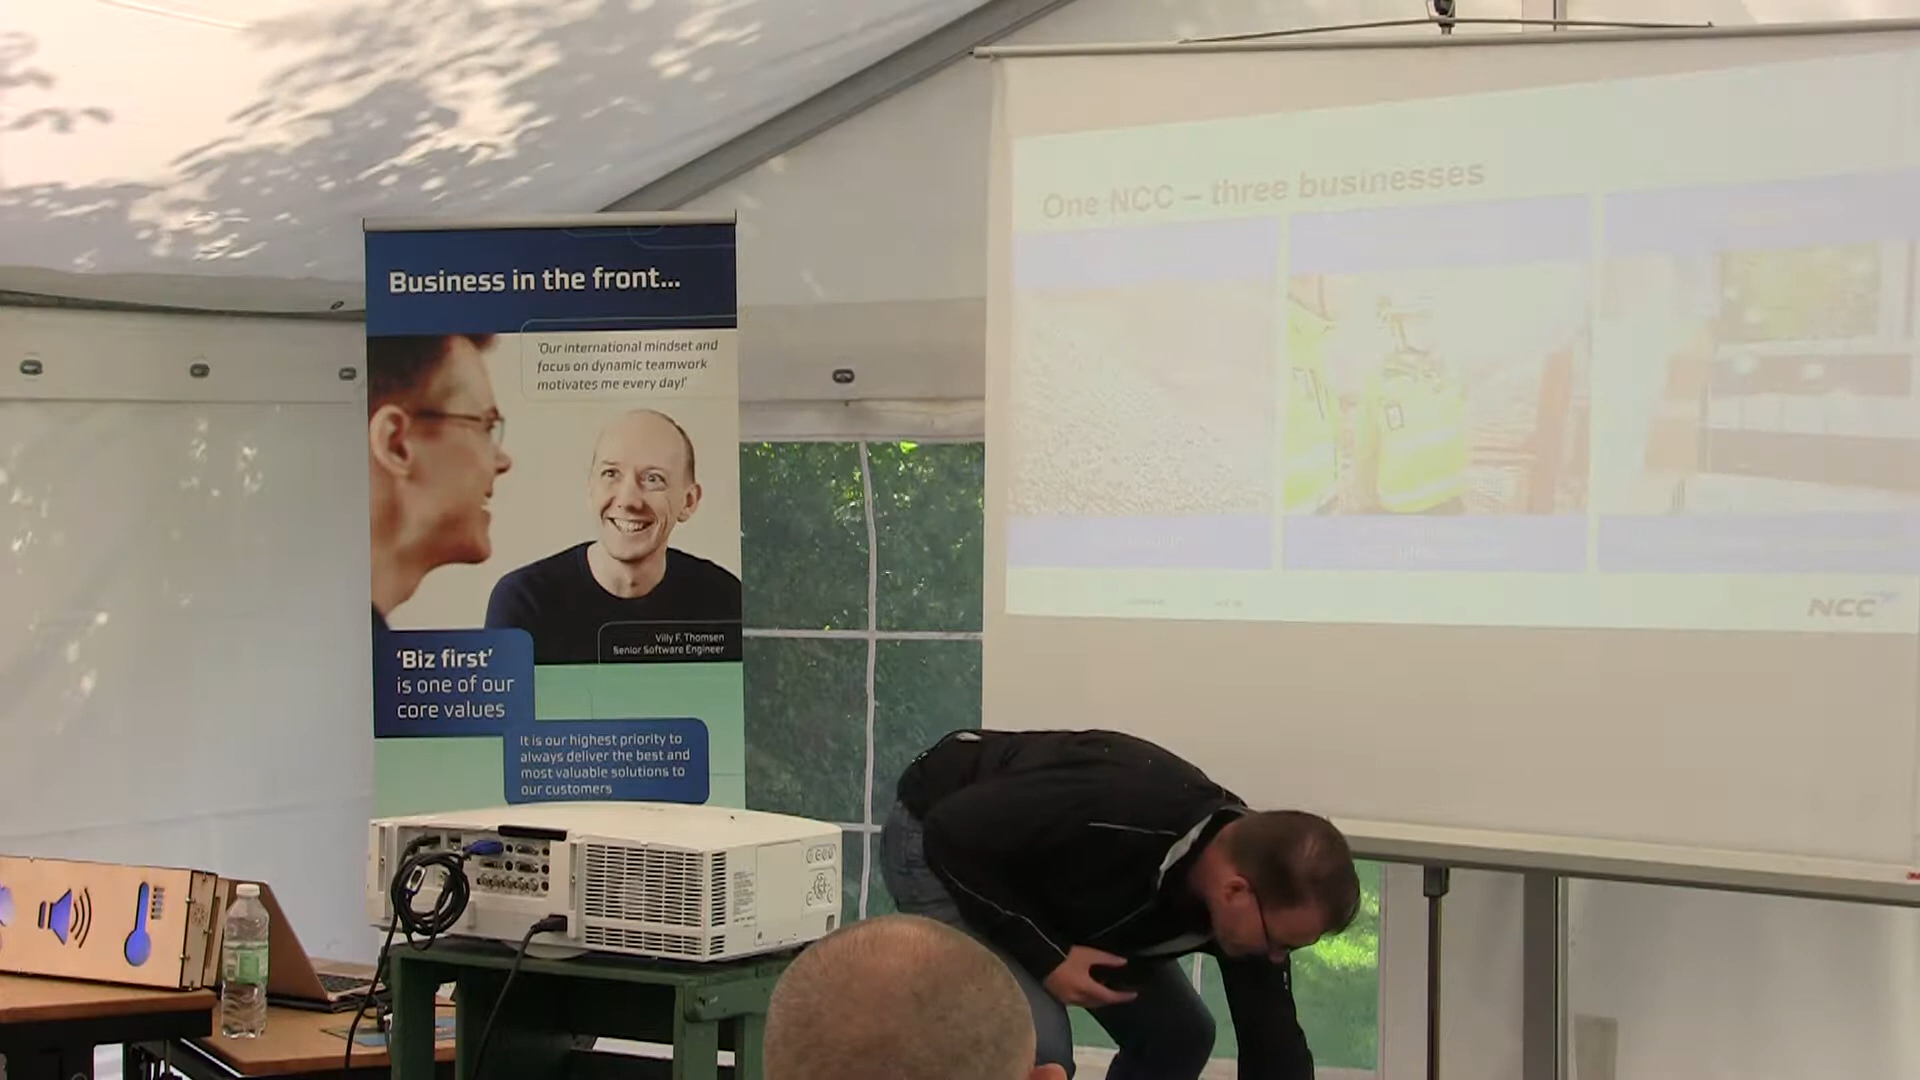 Business in the front...
'Our international mindset and
focus on dynamic teamwork
motivates me every day!'
Villy F. Thomsen
Senior Software Engineer
'Biz first'
is one of our
core values
It is our highest priority to
always deliver the best and
most valuable solutions to
our customers
One NCC – three businesses
NCC